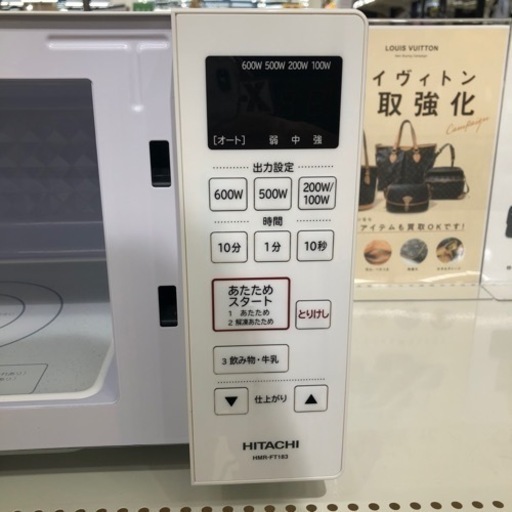 600W 500W 200W 100W
[オート] 弱 中 強
出力設定
600W 500W 200W/100W
時間
10分 1分 10秒
あたため
スタート
1 あたため
2 解凍あたため
とりけし
3 飲み物・牛乳
▼ 仕上がり ▲
HITACHI
HMR-FT183
LOUIS VUITTON
イヴィトン
取強化
Campaign
アイテムも買取OKです!